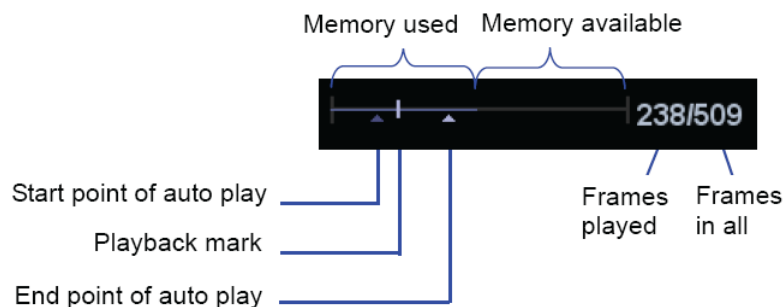 Memory used
Memory available
238/509
Start point of auto play
Playback mark
End point of auto play
Frames
played
Frames
in all